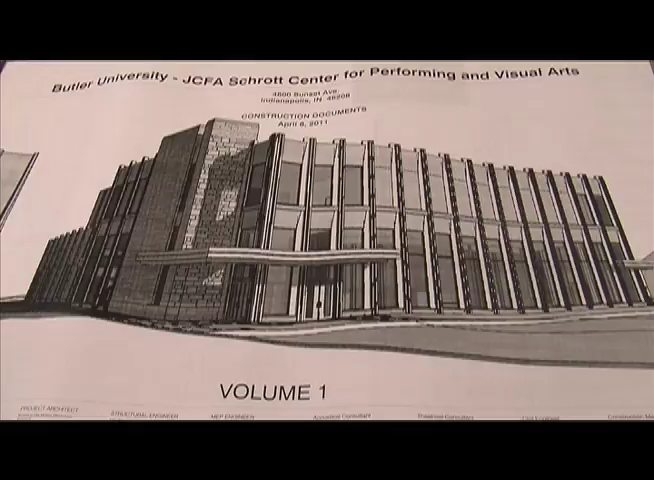 Butler University - JCFA Schrott Center for Performing and Visual Arts
4600 Sunset Ave.
Indianapolis, IN 46208
CONSTRUCTION DOCUMENTS
April 8, 2011
VOLUME 1
PROJECT ARCHITECT
STRUCTURAL ENGINEER
MEP ENGINEER
Acoustical Consultant
Theatrical Consultant
Civil Engineer